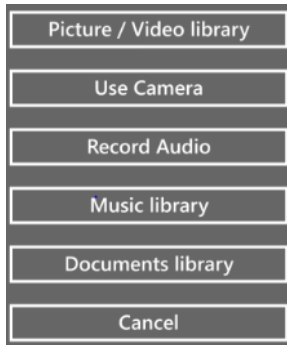 Picture / Video library
Use Camera
Record Audio
Music library
Documents library
Cancel